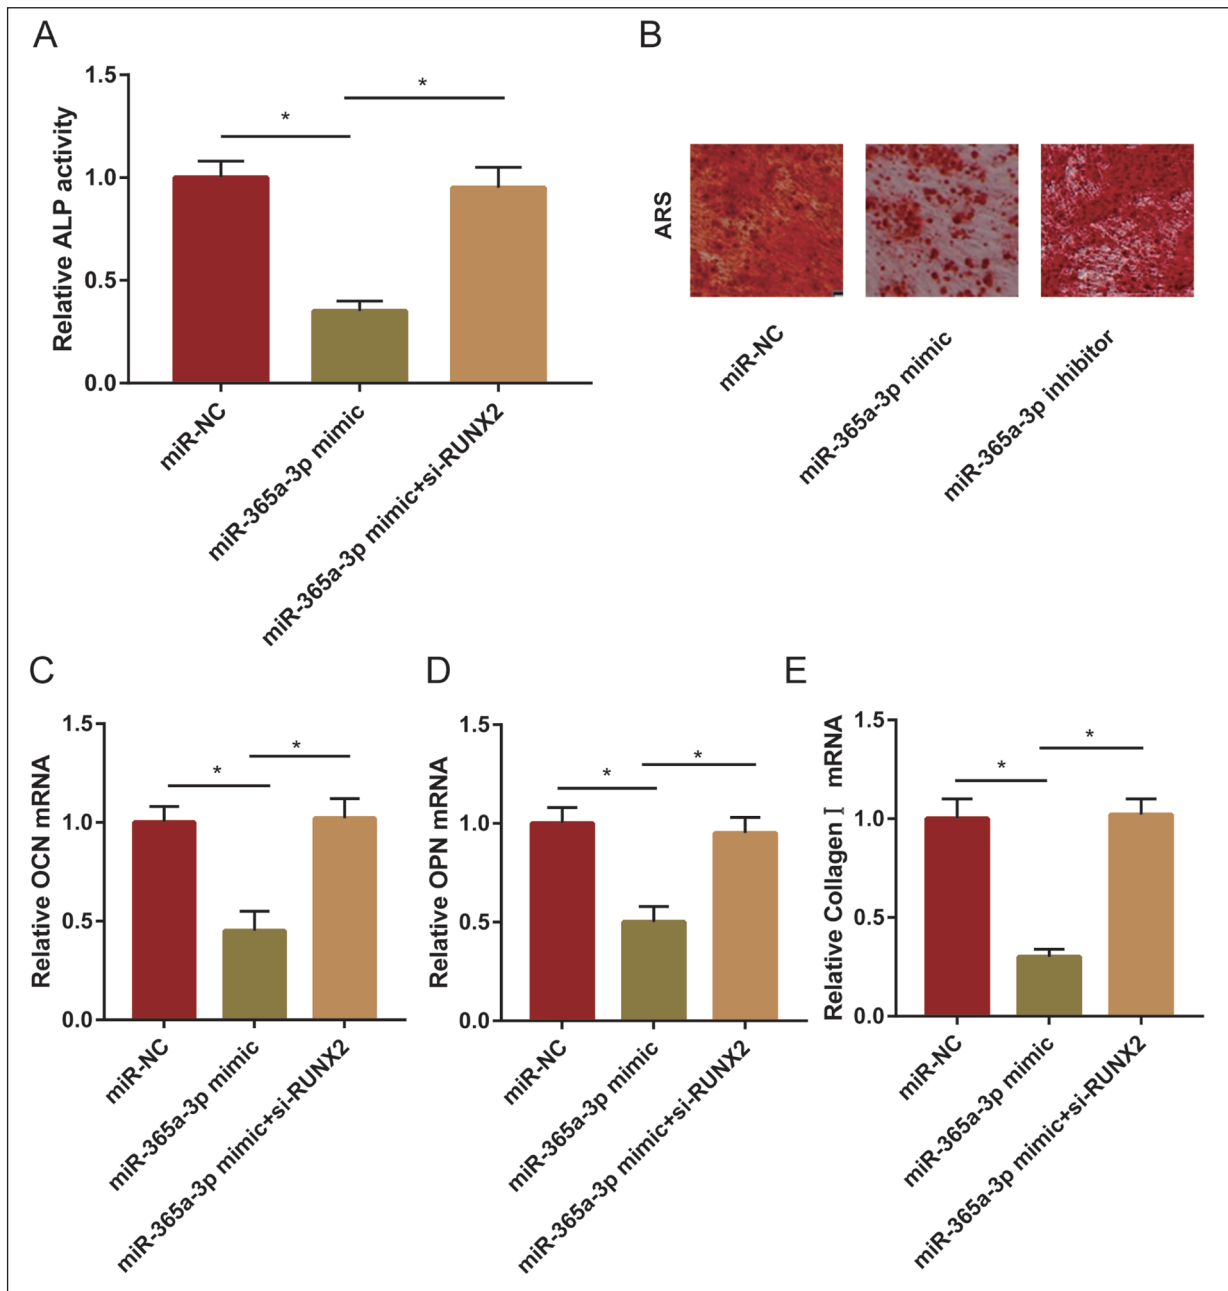 A
Relative ALP activity
1.5
1.0
0.5
0.0
*
*
miR-NC
miR-365a-3p mimic
miR-365a-3p mimic+si-RUNX2
B
ARS
miR-NC
miR-365a-3p mimic
miR-365a-3p inhibitor
C
Relative OCN mRNA
1.5
1.0
0.5
0.0
*
*
miR-NC
miR-365a-3p mimic
miR-365a-3p mimic+si-RUNX2
D
Relative OPN mRNA
1.5
1.0
0.5
0.0
*
*
miR-NC
miR-365a-3p mimic
miR-365a-3p mimic+si-RUNX2
E
Relative Collagen Ⅰ mRNA
1.5
1.0
0.5
0.0
*
*
miR-NC
miR-365a-3p mimic
miR-365a-3p mimic+si-RUNX2